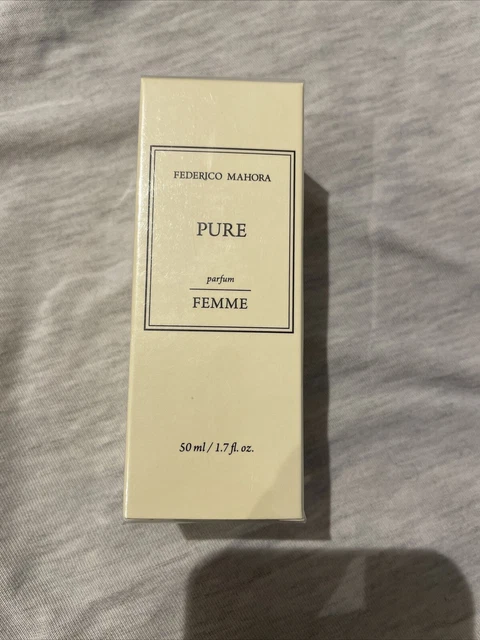 FEDERICO MAHORA
PURE
parfum
FEMME
50 ml / 1.7 fl. oz.